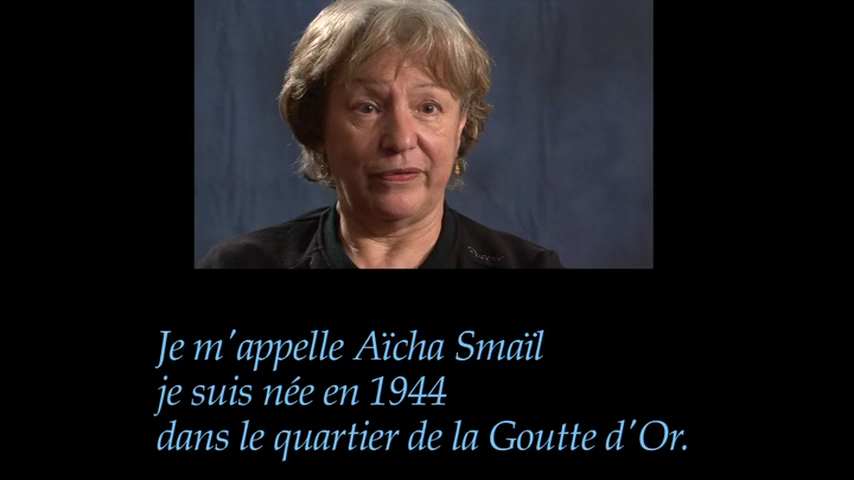 Je m'appelle Aïcha Smaïl
je suis née en 1944
dans le quartier de la Goutte d'Or.